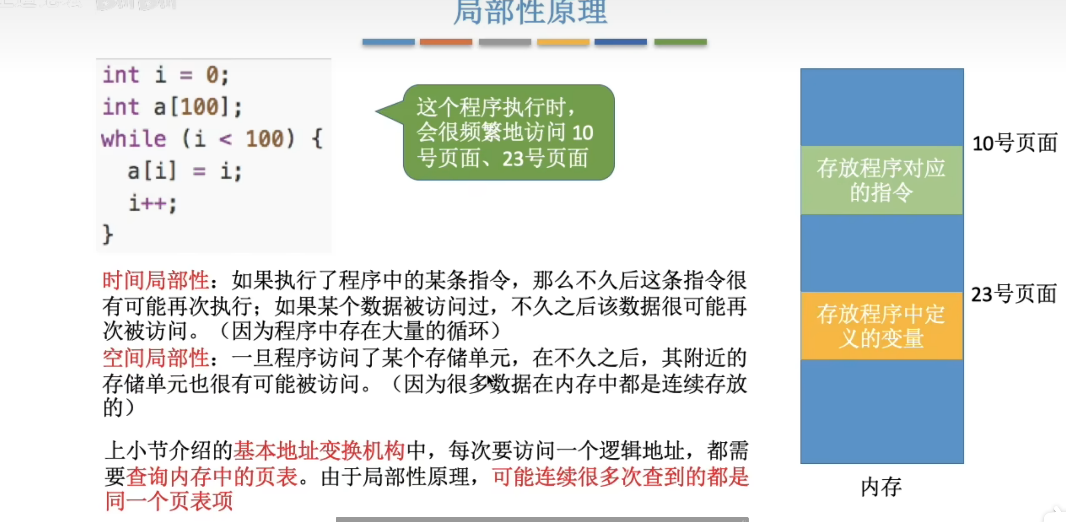 局部性原理
int i = 0;
int a[100];
while (i < 100) {
a[i] = i;
i++;
}
这个程序执行时，
会很频繁地访问 10
号页面、23号页面
时间局部性：如果执行了程序中的某条指令，那么不久后这条指令很
有可能再次执行；如果某个数据被访问过，不久之后该数据很可能再
次被访问。（因为程序中存在大量的循环）
空间局部性：一旦程序访问了某个存储单元，在不久之后，其附近的
存储单元也很有可能被访问。（因为很多数据在内存中都是连续存放
的）
上小节介绍的基本地址变换机构中，每次要访问一个逻辑地址，都需
要查询内存中的页表。由于局部性原理，可能连续很多次查到的都是
同一个页表项
10号页面
存放程序对应
的指令
23号页面
存放程序中定
义的变量
内存